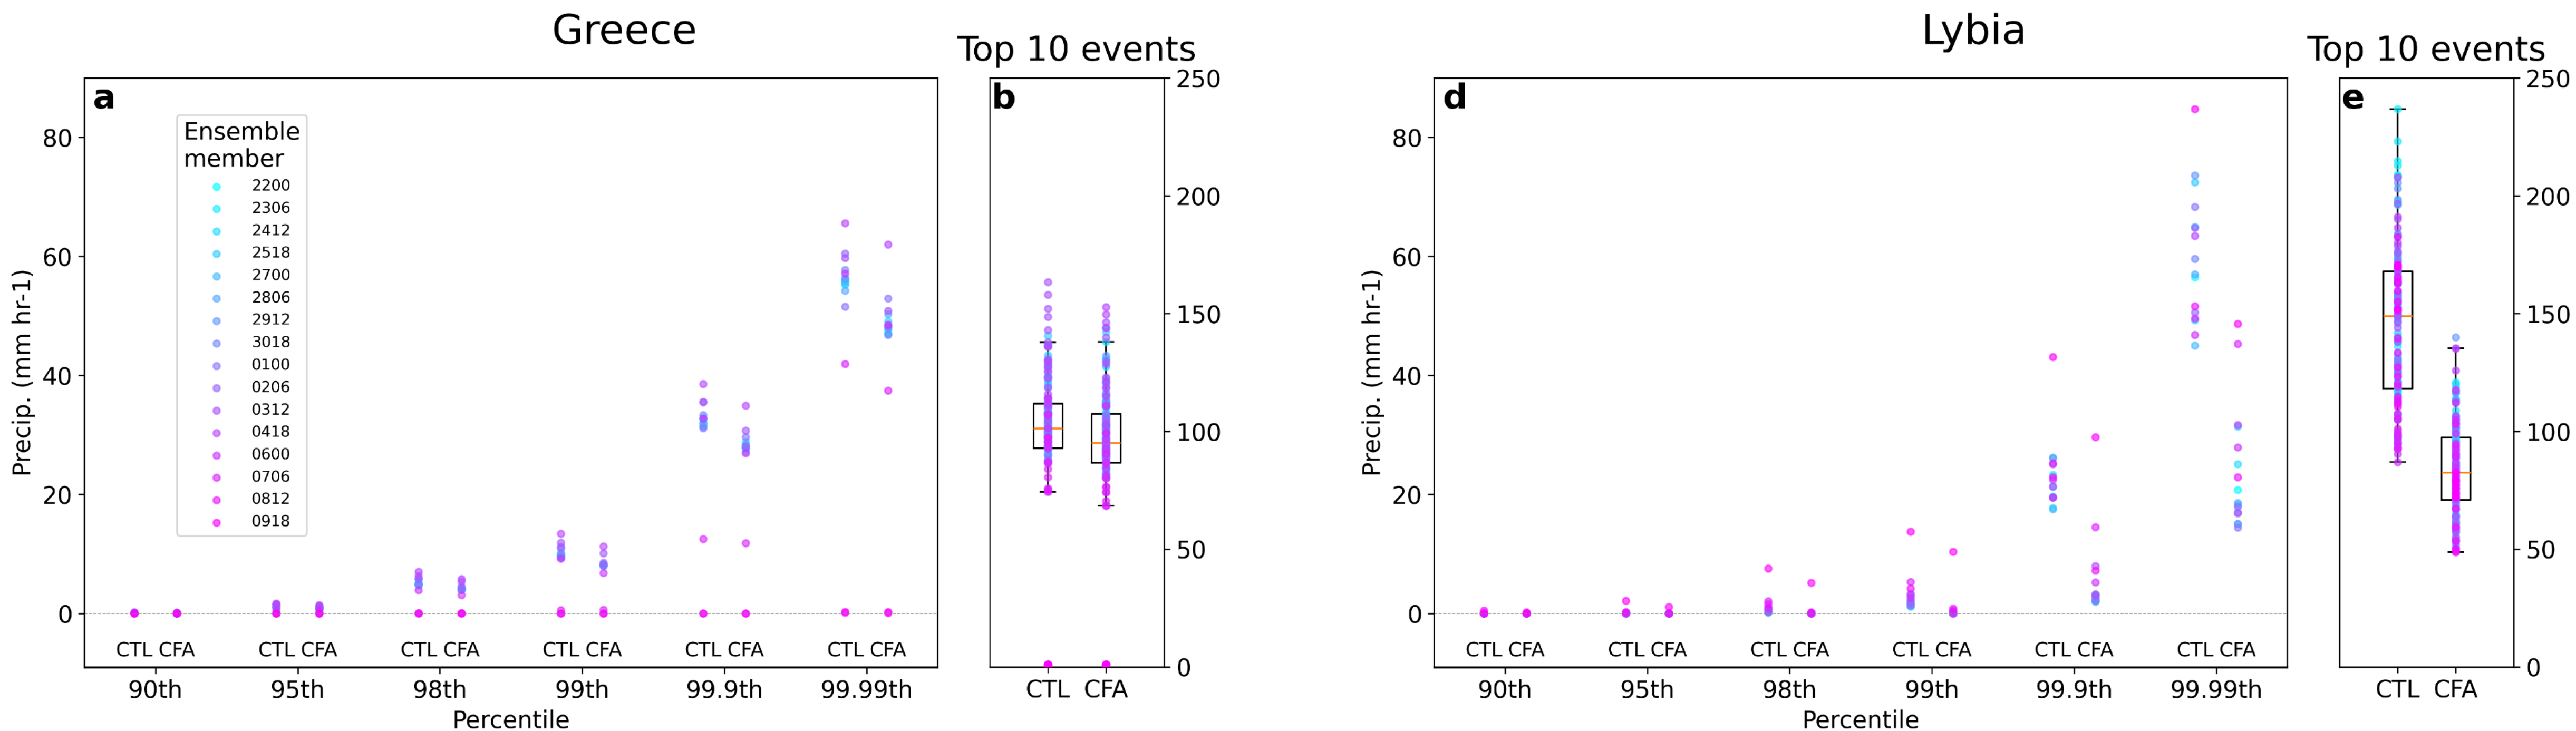 Greece
Lybia
Top 10 events
Top 10 events
a
b
d
e
Ensemble
member
2200
2306
2412
2518
2700
2806
2912
3018
0100
0206
0312
0418
0600
0706
0812
0918
Precip. (mm hr-1)
80
60
40
20
0
CTL CFA
CTL CFA
CTL CFA
CTL CFA
CTL CFA
CTL CFA
90th
95th
98th
99th
99.9th
99.99th
Percentile
250
200
150
100
50
0
CTL
CFA
Precip. (mm hr-1)
80
60
40
20
0
CTL CFA
CTL CFA
CTL CFA
CTL CFA
CTL CFA
CTL CFA
90th
95th
98th
99th
99.9th
99.99th
Percentile
250
200
150
100
50
0
CTL
CFA